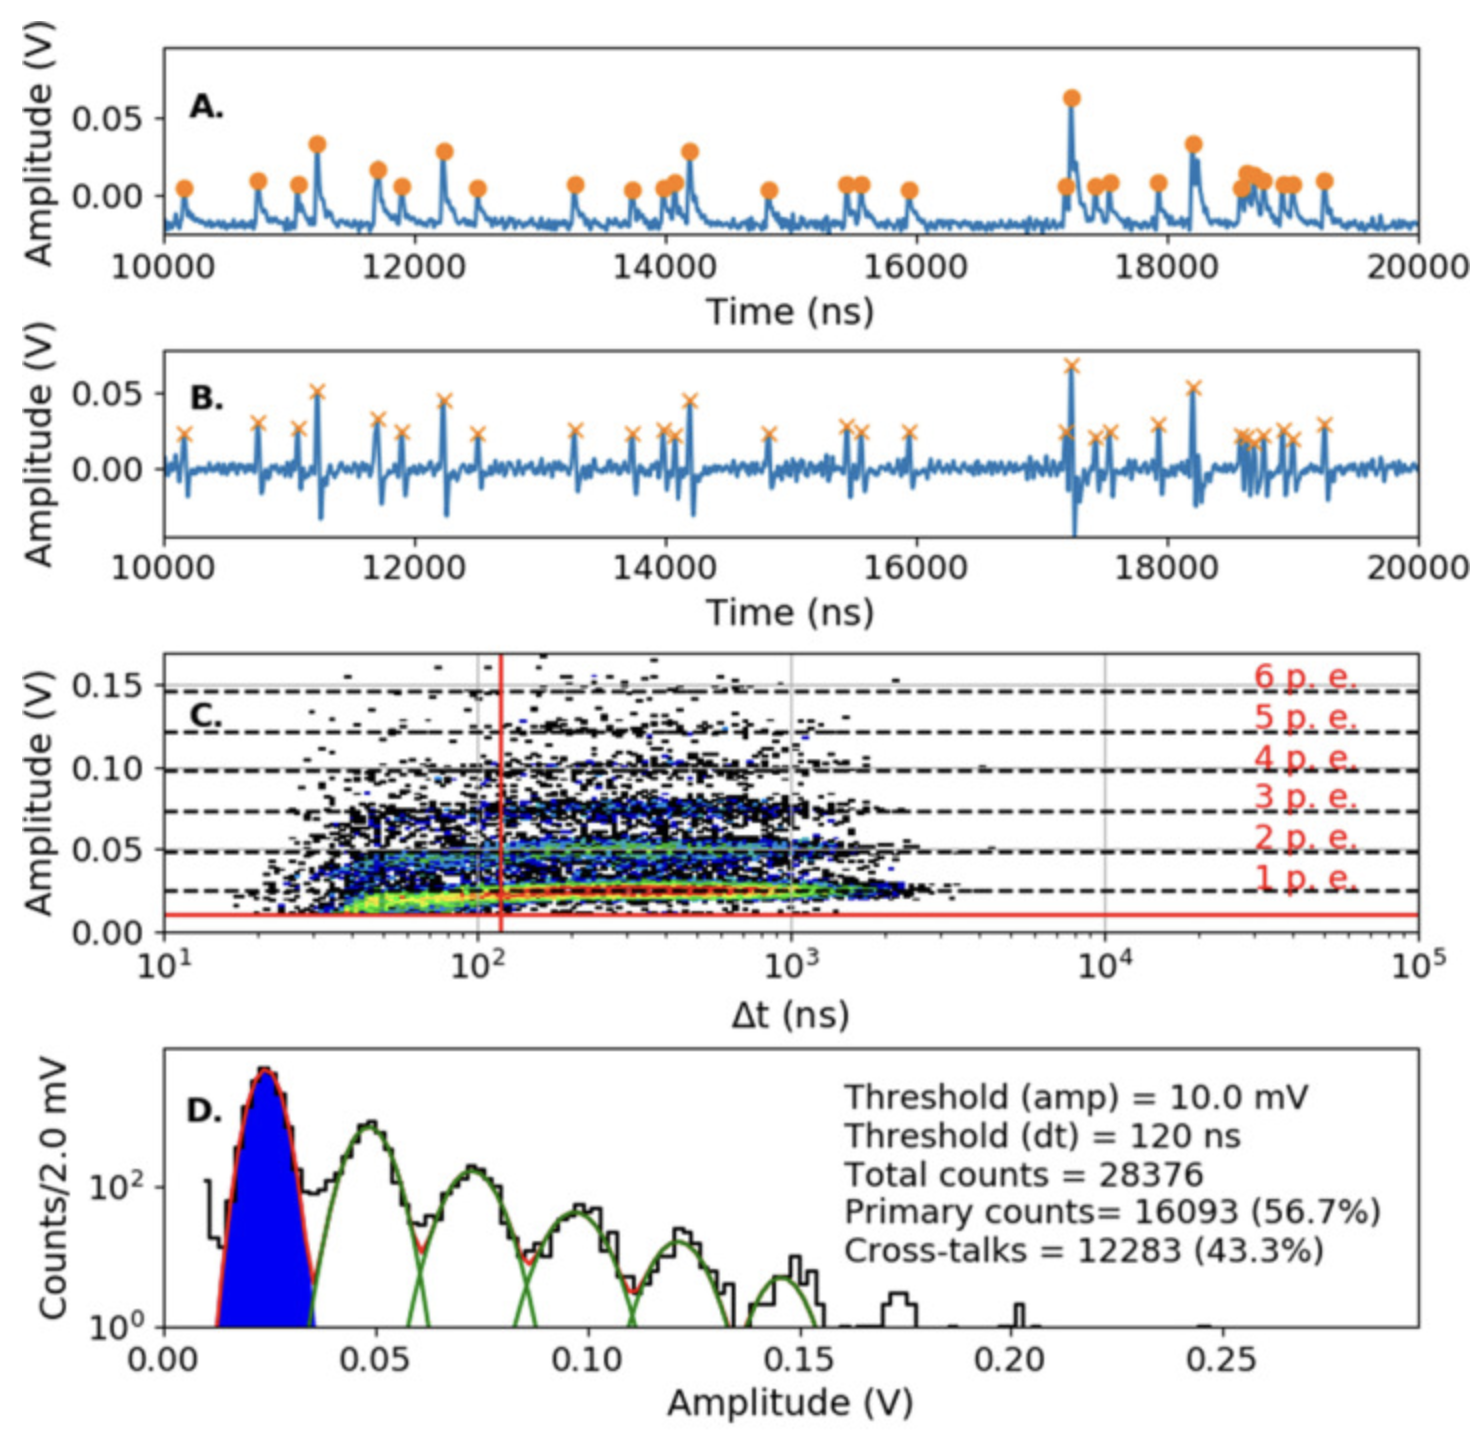 Amplitude (V)
0.05
0.00
A.
10000 12000 14000 16000 18000 20000
Time (ns)
Amplitude (V)
0.05
0.00
B.
10000 12000 14000 16000 18000 20000
Time (ns)
Amplitude (V)
0.15
0.10
0.05
0.00
C.
6 p. e.
5 p. e.
4 p. e.
3 p. e.
2 p. e.
1 p. e.
10¹ 10² 10³ 10⁴ 10⁵
Δt (ns)
Counts/2.0 mV
10²
10⁰
D.
Threshold (amp) = 10.0 mV
Threshold (dt) = 120 ns
Total counts = 28376
Primary counts= 16093 (56.7%)
Cross-talks = 12283 (43.3%)
0.00 0.05 0.10 0.15 0.20 0.25
Amplitude (V)